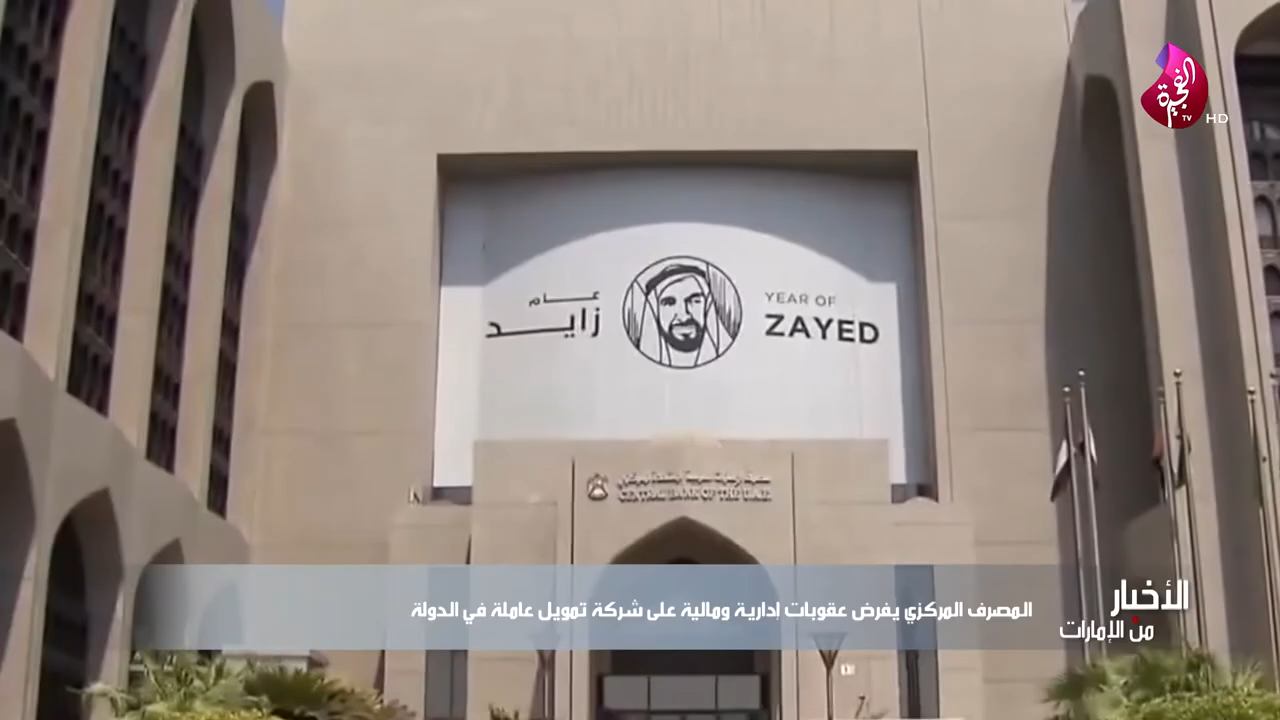 الفجيرة
TV HD
عام
زايد
YEAR OF
ZAYED
CENTRAL BANK OF THE U.A.E.
المصرف المركزي يفرض عقوبات إدارية ومالية على شركة تمويل عاملة في الدولة
الأخبار
من الإمارات